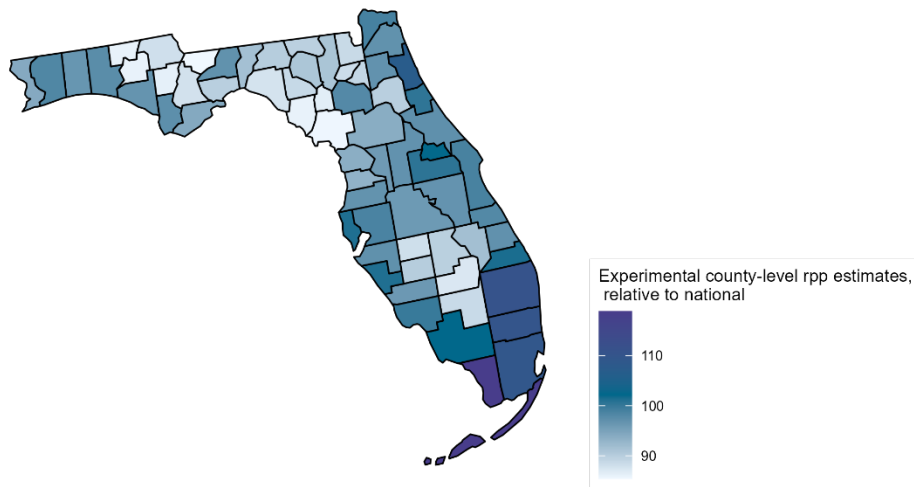 Experimental county-level rpp estimates,
relative to national
110
100
90